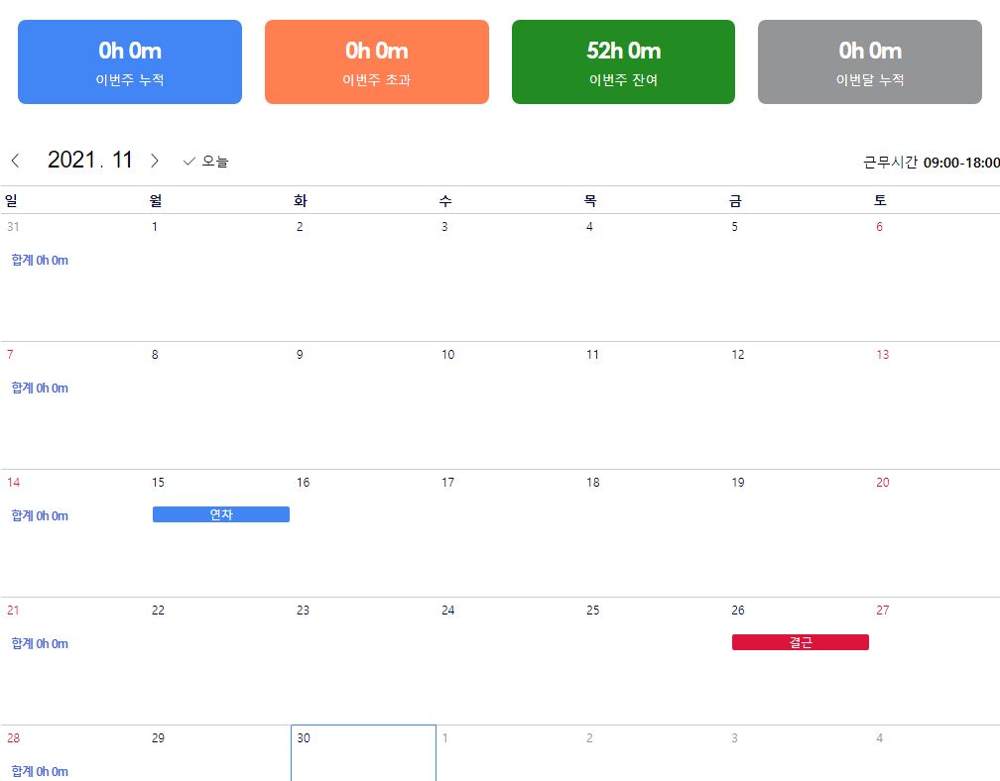 0h 0m 0h 0m 52h 0m 0h 0m
이번주 누적 이번주 초과 이번주 잔여 이번달 누적
2021. 11 오늘 근무시간 09:00-18:00
일 월 화 수 목 금 토
31 1 2 3 4 5 6
합계 0h 0m
7 8 9 10 11 12 13
합계 0h 0m
14 15 16 17 18 19 20
합계 0h 0m 연차
21 22 23 24 25 26 27
합계 0h 0m 결근
28 29 30 1 2 3 4
합계 0h 0m